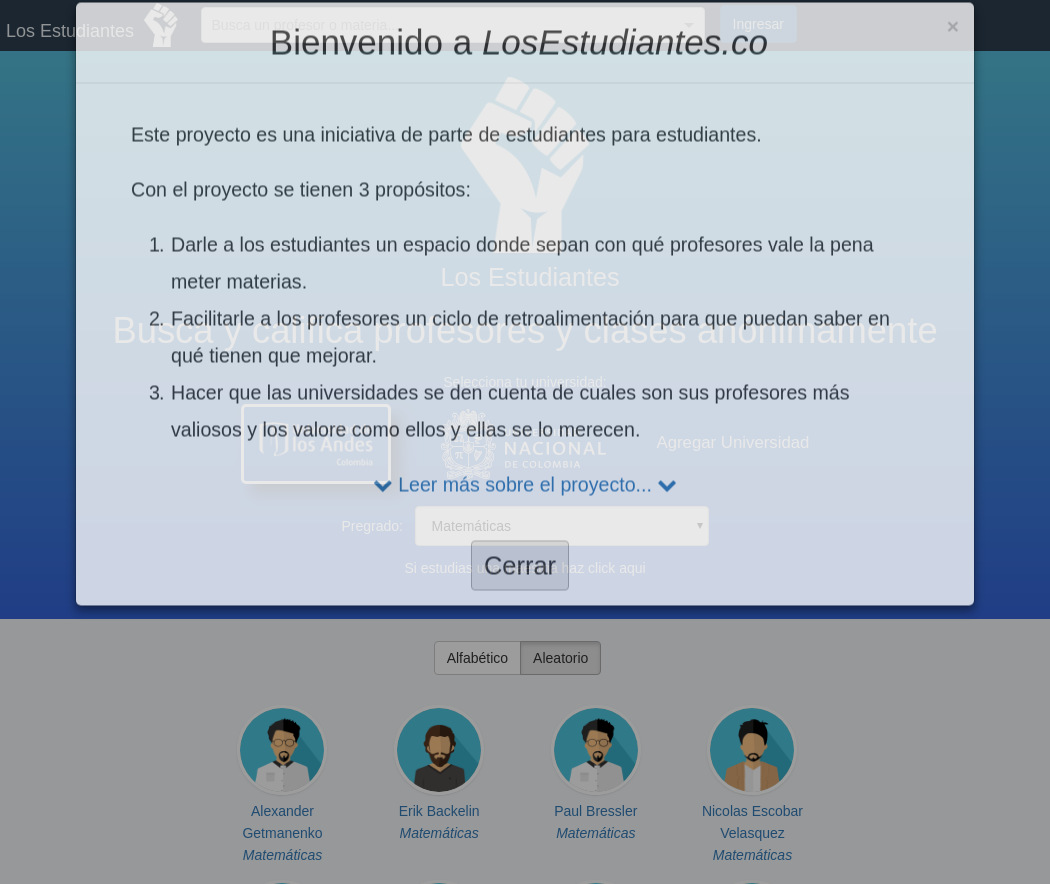 Los Estudiantes
Busca un profesor o materia
Ingresar
Bienvenido a LosEstudiantes.co
×
Este proyecto es una iniciativa de parte de estudiantes para estudiantes.
Con el proyecto se tienen 3 propósitos:
1. Darle a los estudiantes un espacio donde sepan con qué profesores vale la pena
meter materias.
Los Estudiantes
2. Facilitarle a los profesores un ciclo de retroalimentación para que puedan saber en
Busca y califica profesores y clases anónimamente
qué tienen que mejorar.
Selecciona tu universidad:
3. Hacer que las universidades se den cuenta de cuales son sus profesores más
valiosos y los valore como ellos y ellas se lo merecen.
los Andes
Colombia
NACIONAL
DE COLOMBIA
Agregar Universidad
Leer más sobre el proyecto...
Pregrado: Matemáticas
Si estudias haz click aqui
Cerrar
Alfabético Aleatorio
Alexander
Getmanenko
Matemáticas
Erik Backelin
Matemáticas
Paul Bressler
Matemáticas
Nicolas Escobar
Velasquez
Matemáticas